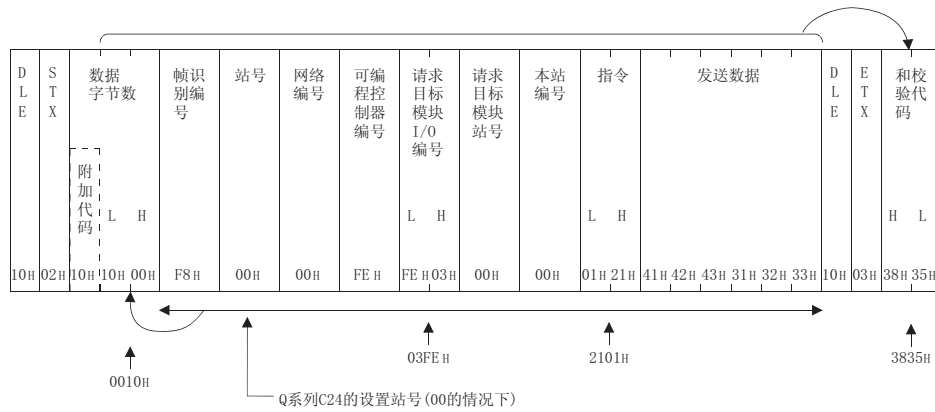 DLE
STX
数据
字节数
帧识
别编
号
站号
网络
编号
可编
程控
制器
编号
请求
目标
模块
I/O
编号
请求
目标
模块
站号
本站
编号
指令
发送数据
DLE
ETX
和校
验代
码
附
加
代
码
L H
L H
L H
H L
10H 02H 10H 10H 00H F8H 00H 00H FEH FEH 03H 00H 00H 01H 21H 41H 42H 43H 31H 32H 33H 10H 03H 38H 35H
03FEH
2101H
3835H
0010H
Q系列C24的设置站号(00的情况下)